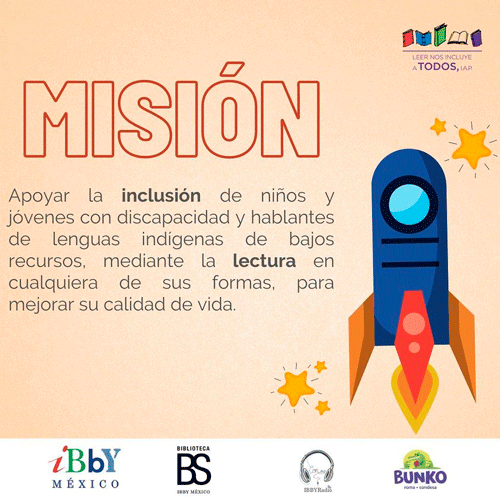 LEER NOS INCLUYE
A TODOS, I.A.P.
MISIÓN
Apoyar la inclusión de niños y
jóvenes con discapacidad y hablantes
de lenguas indígenas de bajos
recursos, mediante la lectura en
cualquiera de sus formas, para
mejorar su calidad de vida.
iBbY
MÉXICO
BIBLIOTECA
BS
IBBY MÉXICO
IBBYRadio
BUNKO
roma • condesa